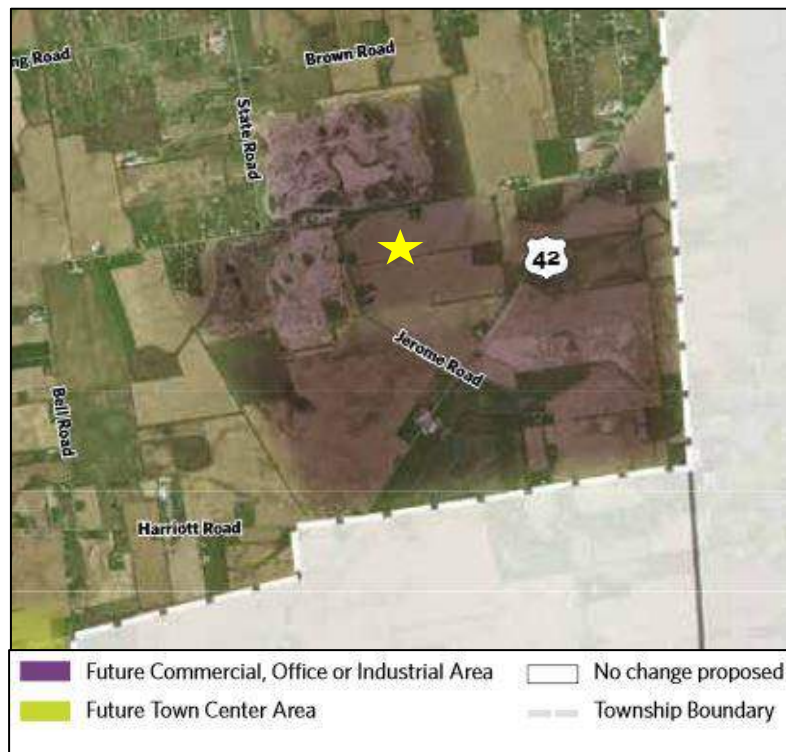 Brown Road
ng Road
State Road
42
Jerome Road
Bell Road
Harriott Road
Future Commercial, Office or Industrial Area
No change proposed
Future Town Center Area
Township Boundary